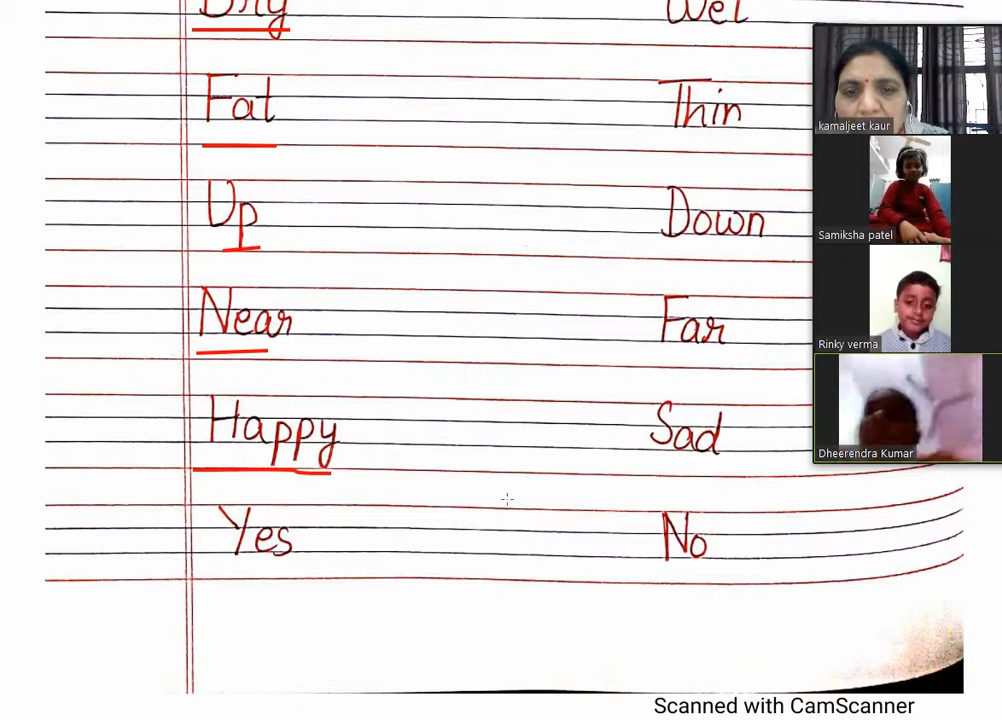 Dry Wet
Fat Thin
Up Down
Near Far
Happy Sad
Yes No
kamaljeet kaur
Samiksha patel
Rinky verma
Dheerendra Kumar
Scanned with CamScanner